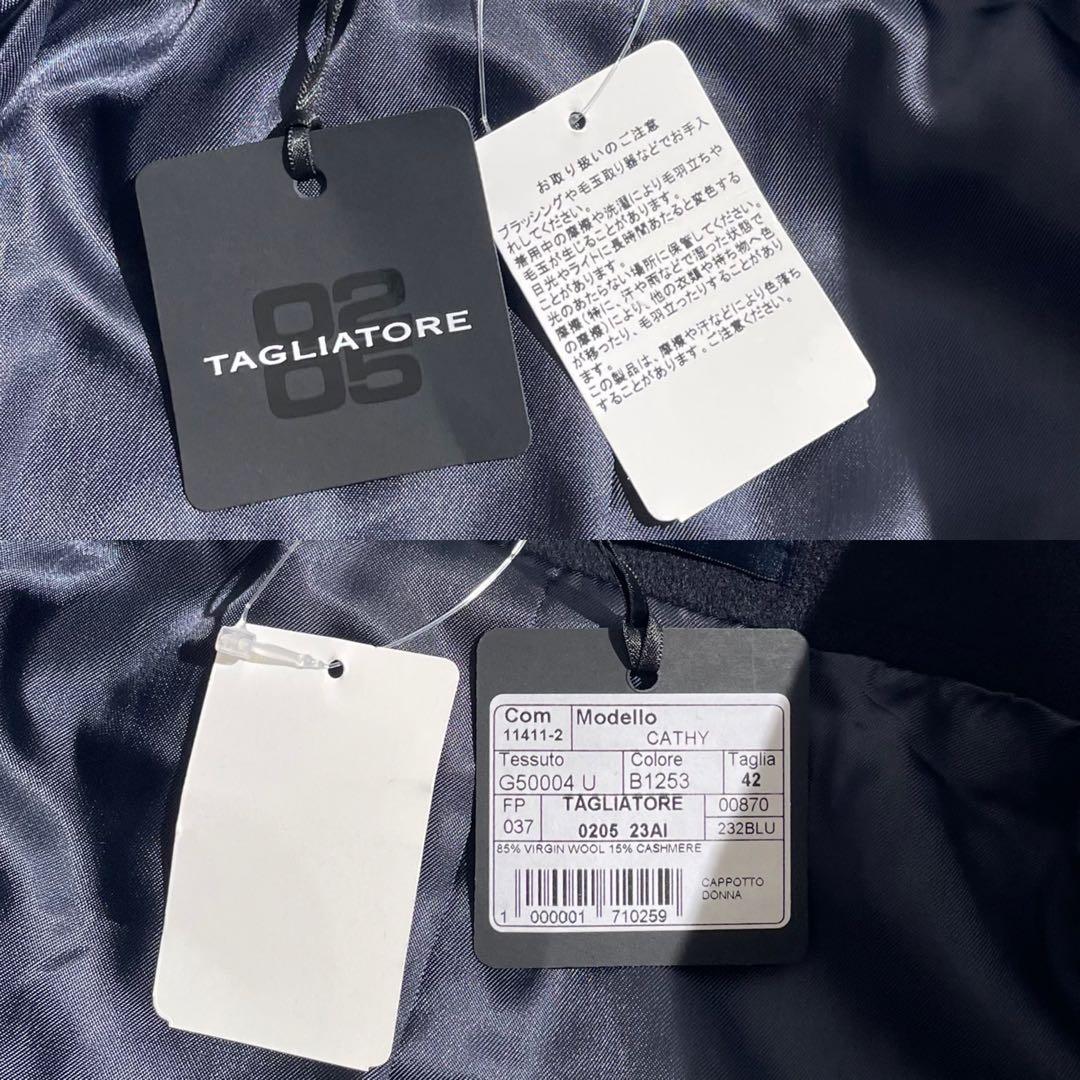 02
TAGLIATORE
05
お取り扱いのご注意
ブラッシングや毛玉取り器などでお手入
れしてください。
着用中の摩擦や洗濯により毛羽立ちや
毛玉が生じることがあります。
日光やライトに長時間あたると変色する
ことがあります。
光のあたらない場所に保管してください。
摩擦(特に、汗や雨などで湿った状態で
の摩擦)により、他の衣類や持ち物へ色
が移ったり、毛羽立ったりすることがあり
ます。
この製品は、摩擦や汗などにより色落ち
することがあります。ご注意ください。
Com
11411-2
Modello
CATHY
Tessuto
G50004 U
Colore
B1253
Taglia
42
FP
037
TAGLIATORE
0205 23AI
00870
232BLU
85% VIRGIN WOOL 15% CASHMERE
CAPPOTTO
DONNA
1 000001 710259